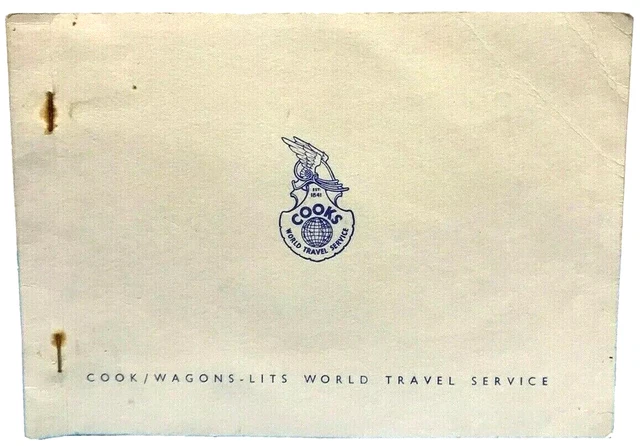 EST.
1841
COOKS
WORLD TRAVEL SERVICE
COOK/WAGONS-LITS WORLD TRAVEL SERVICE